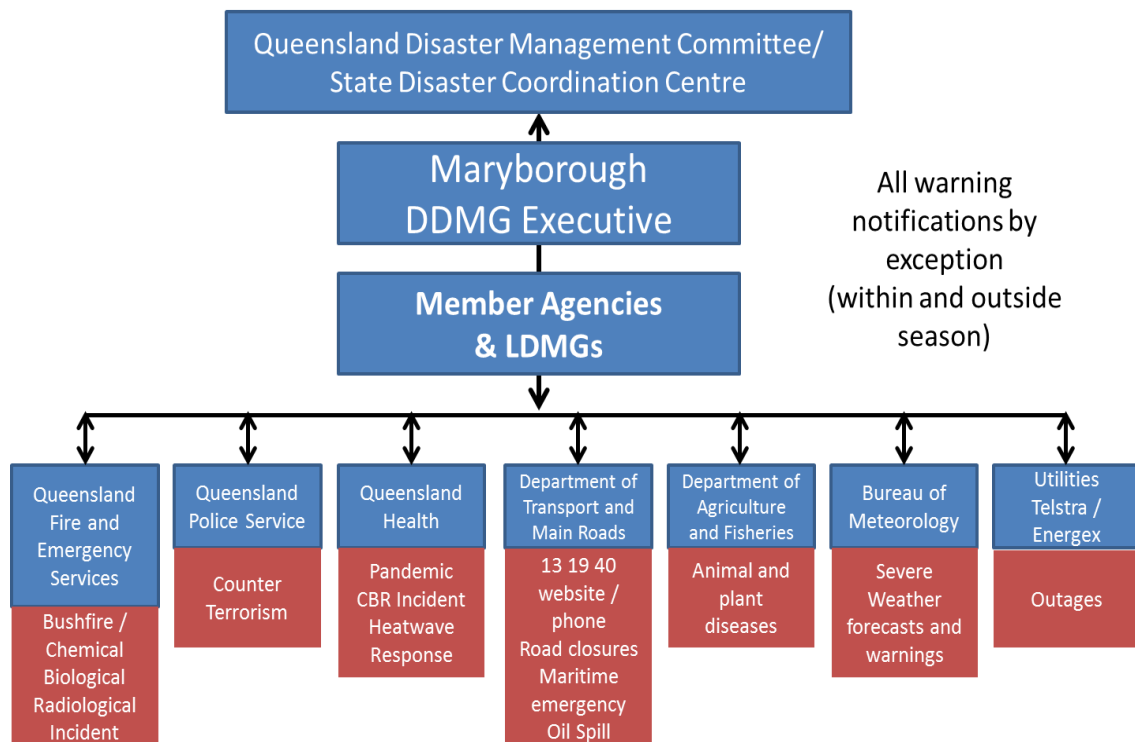 Queensland Disaster Management Committee/
State Disaster Coordination Centre
Maryborough
DDMG Executive
All warning
notifications by
exception
(within and outside
season)
Member Agencies
& LDMGs
Queensland
Fire and
Emergency
Services
Bushfire /
Chemical
Biological
Radiological
Incident
Queensland
Police Service
Counter
Terrorism
Queensland
Health
Pandemic
CBR Incident
Heatwave
Response
Department of
Transport and
Main Roads
13 19 40
website /
phone
Road closures
Maritime
emergency
Oil Spill
Department of
Agriculture
and Fisheries
Animal and
plant
diseases
Bureau of
Meteorology
Severe
Weather
forecasts and
warnings
Utilities
Telstra /
Energex
Outages